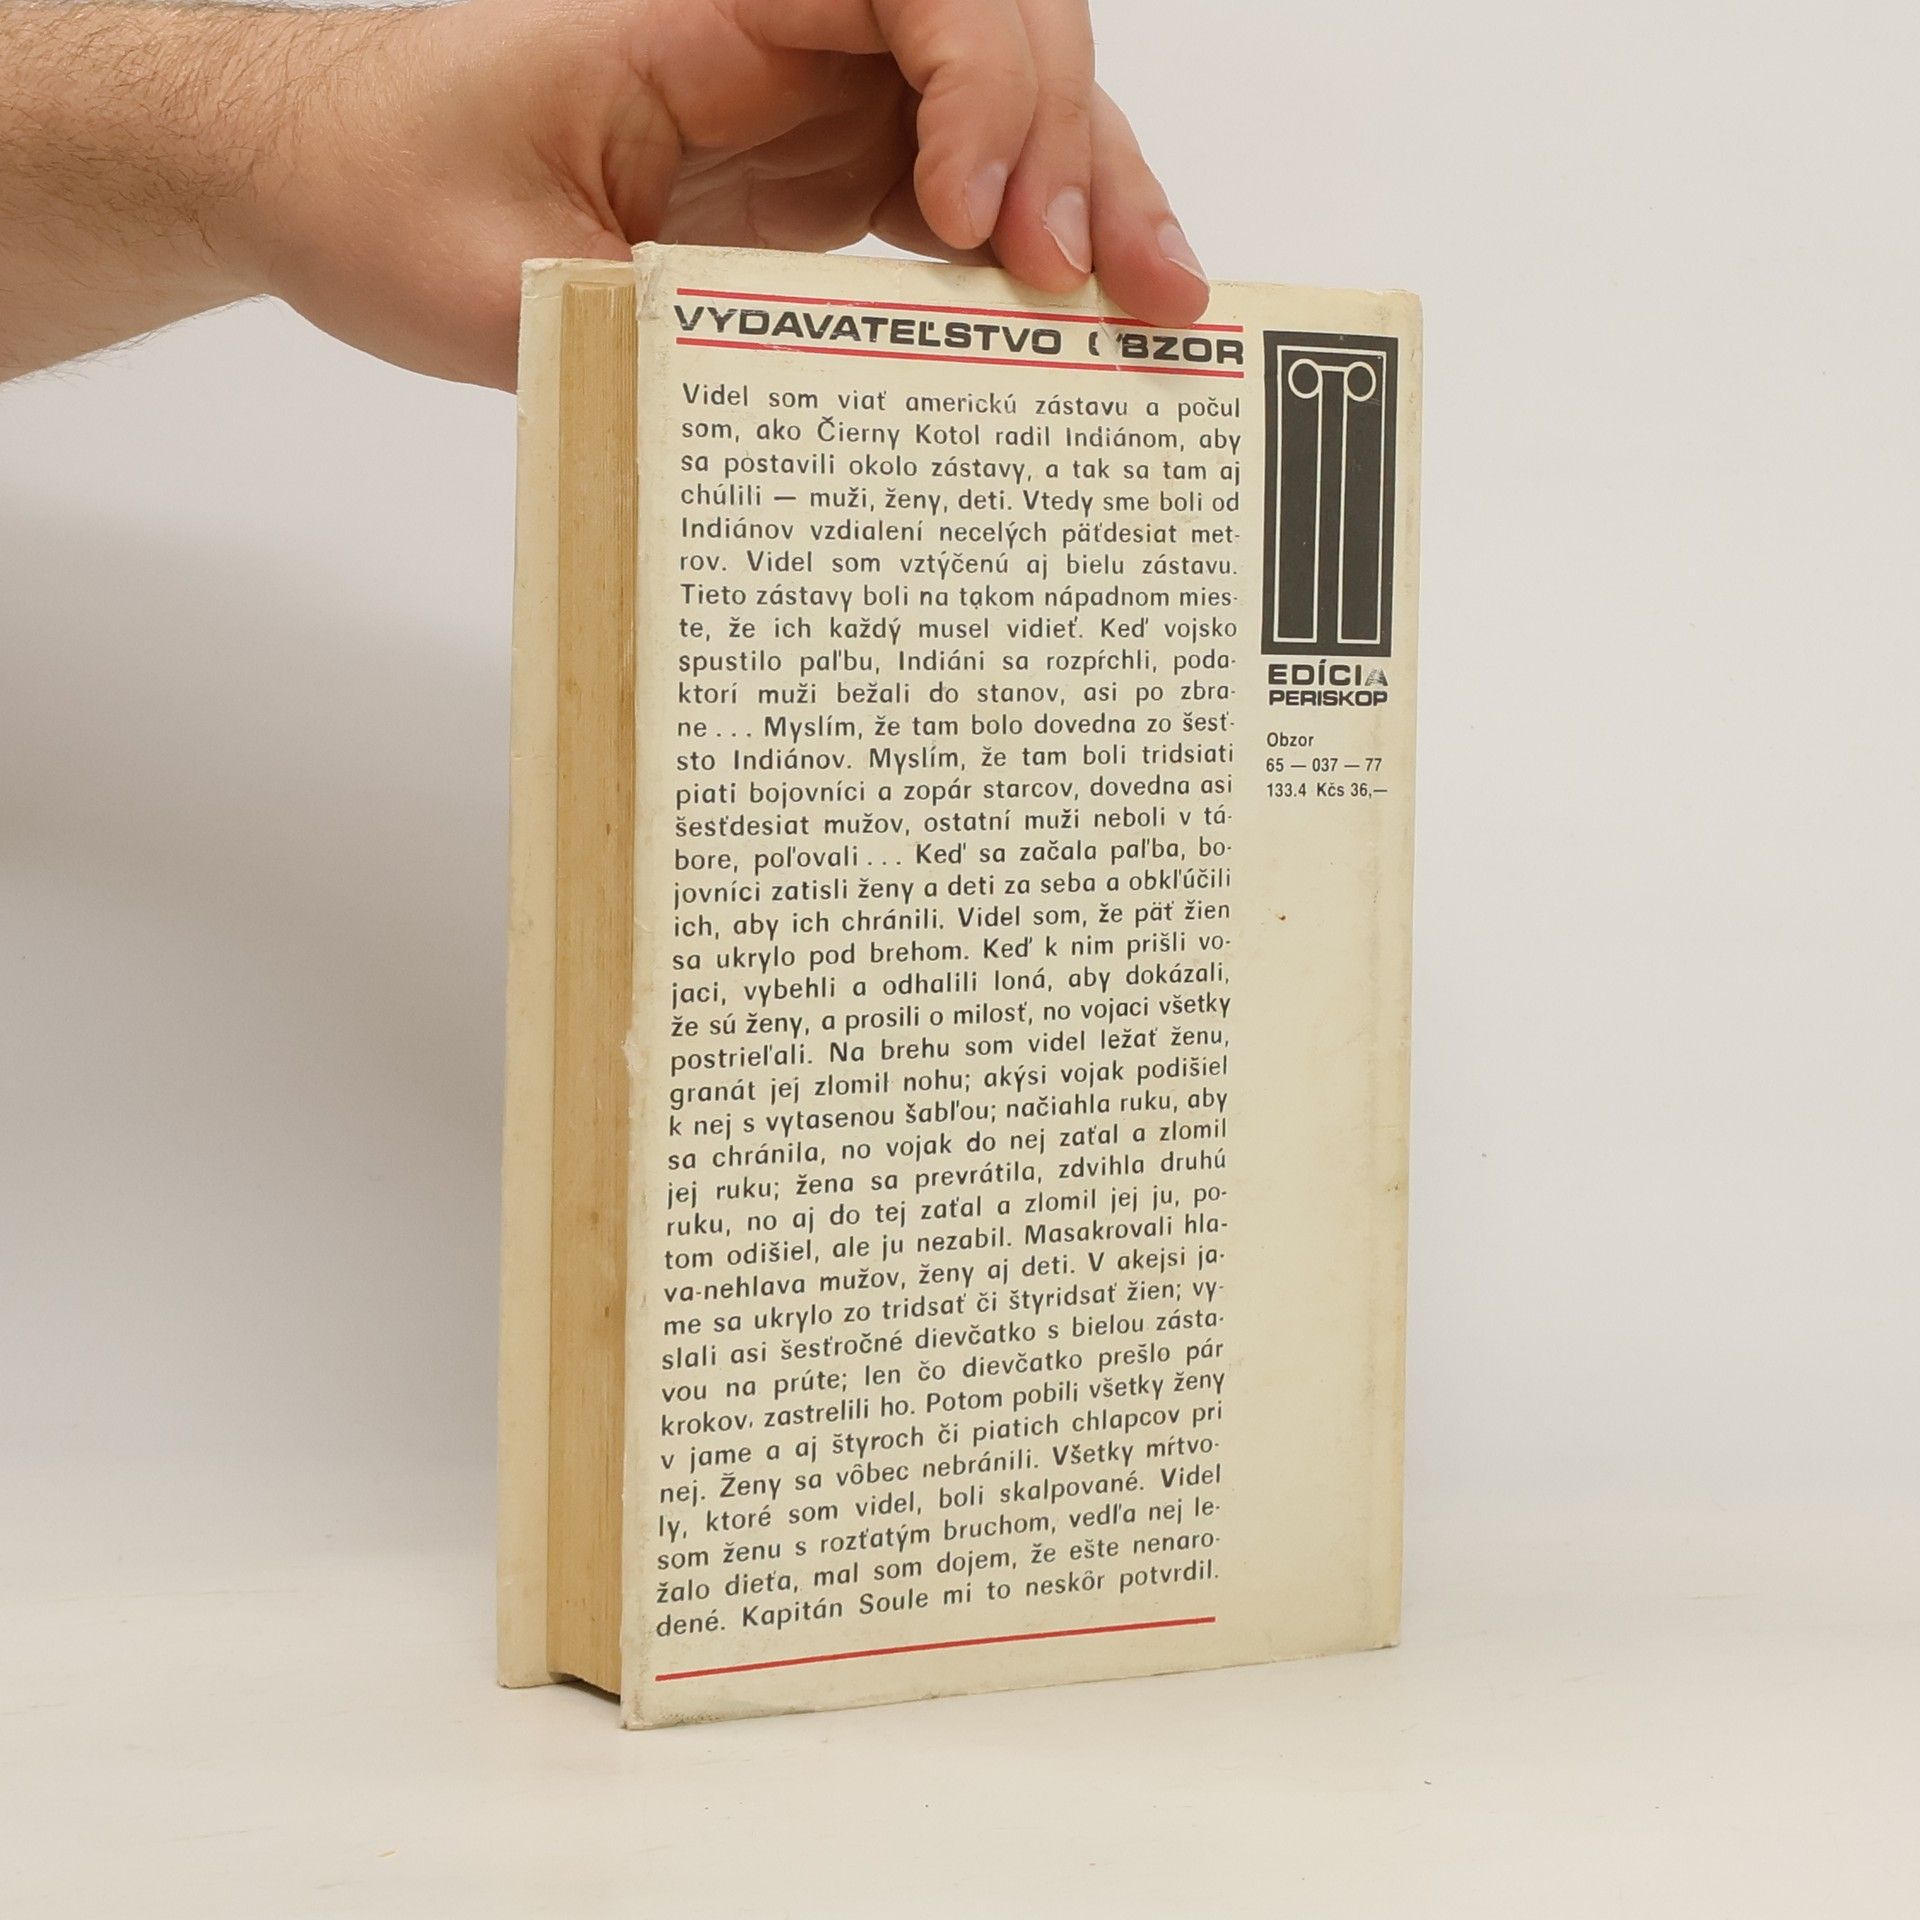 VYDAVATEĽSTVO OBZOR
Videl som viať americkú zástavu a počul
som, ako Čierny Kotol radil Indiánom, aby
sa postavili okolo zástavy, a tak sa tam aj
chúlili — muži, ženy, deti. Vtedy sme boli od
Indiánov vzdialení necelých päťdesiat met-
rov. Videl som vztýčenú aj bielu zástavu.
Tieto zástavy boli na takom nápadnom mies-
te, že ich každý musel vidieť. Keď vojsko
spustilo paľbu, Indiáni sa rozpŕchli, poda-
ktorí muži bežali do stanov, asi po zbra-
ne... Myslím, že tam bolo dovedna zo šesť-
sto Indiánov. Myslím, že tam boli tridsiati
piati bojovníci a zopár starcov, dovedna asi
šesťdesiat mužov, ostatní muži neboli v tá-
bore, poľovali... Keď sa začala paľba, bo-
jovníci zatisli ženy a deti za seba a obkľúčili
ich, aby ich chránili. Videl som, že päť žien
sa ukrylo pod brehom. Keď k nim prišli vo-
jaci, vybehli a odhalili loná, aby dokázali,
že sú ženy, a prosili o milosť, no vojaci všetky
postrieľali. Na brehu som videl ležať ženu,
granát jej zlomil nohu; akýsi vojak podišiel
k nej s vytasenou šabľou; načiahla ruku, aby
sa chránila, no vojak do nej zaťal a zlomil
jej ruku; žena sa prevrátila, zdvihla druhú
ruku, no aj do tej zaťal a zlomil jej ju, po-
tom odišiel, ale ju nezabil. Masakrovali hla-
va-nehlava mužov, ženy aj deti. V akejsi ja-
me sa ukrylo zo tridsať či štyridsať žien; vy-
slali asi šesťročné dievčatko s bielou zásta-
vou na prúte; len čo dievčatko prešlo pár
krokov, zastrelili ho. Potom pobili všetky ženy
v jame a aj štyroch či piatich chlapcov pri
nej. Ženy sa vôbec nebránili. Všetky mŕtvo-
ly, ktoré som videl, boli skalpované. Videl
som ženu s rozťatým bruchom, vedľa nej le-
žalo dieťa, mal som dojem, že ešte nenaro-
dené. Kapitán Soule mi to neskôr potvrdil.
EDÍCIA
PERISKOP
Obzor
65 — 037 — 77
133.4 Kčs 36,—